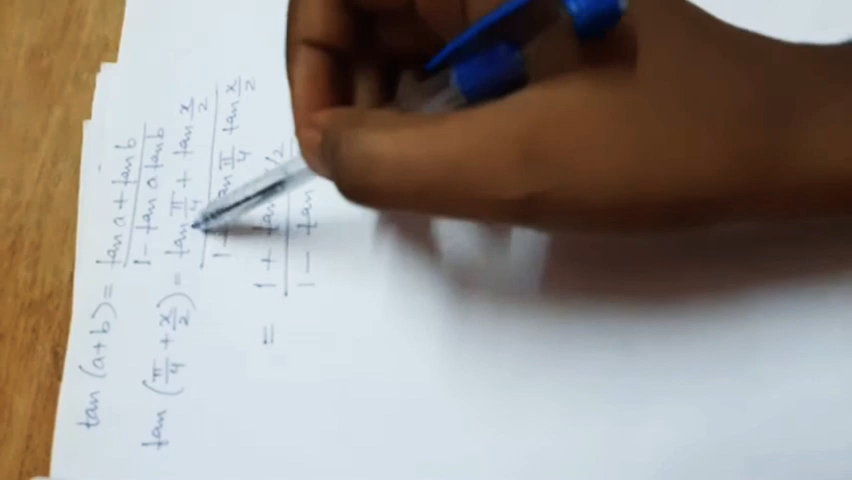 tan (a+b) = tan a + tan b / 1 - tan a tan b
tan (π/4 + x/2) = tan π/4 + tan x/2 / 1 - tan π/4 tan x/2
= 1 + tan / 1 - tan